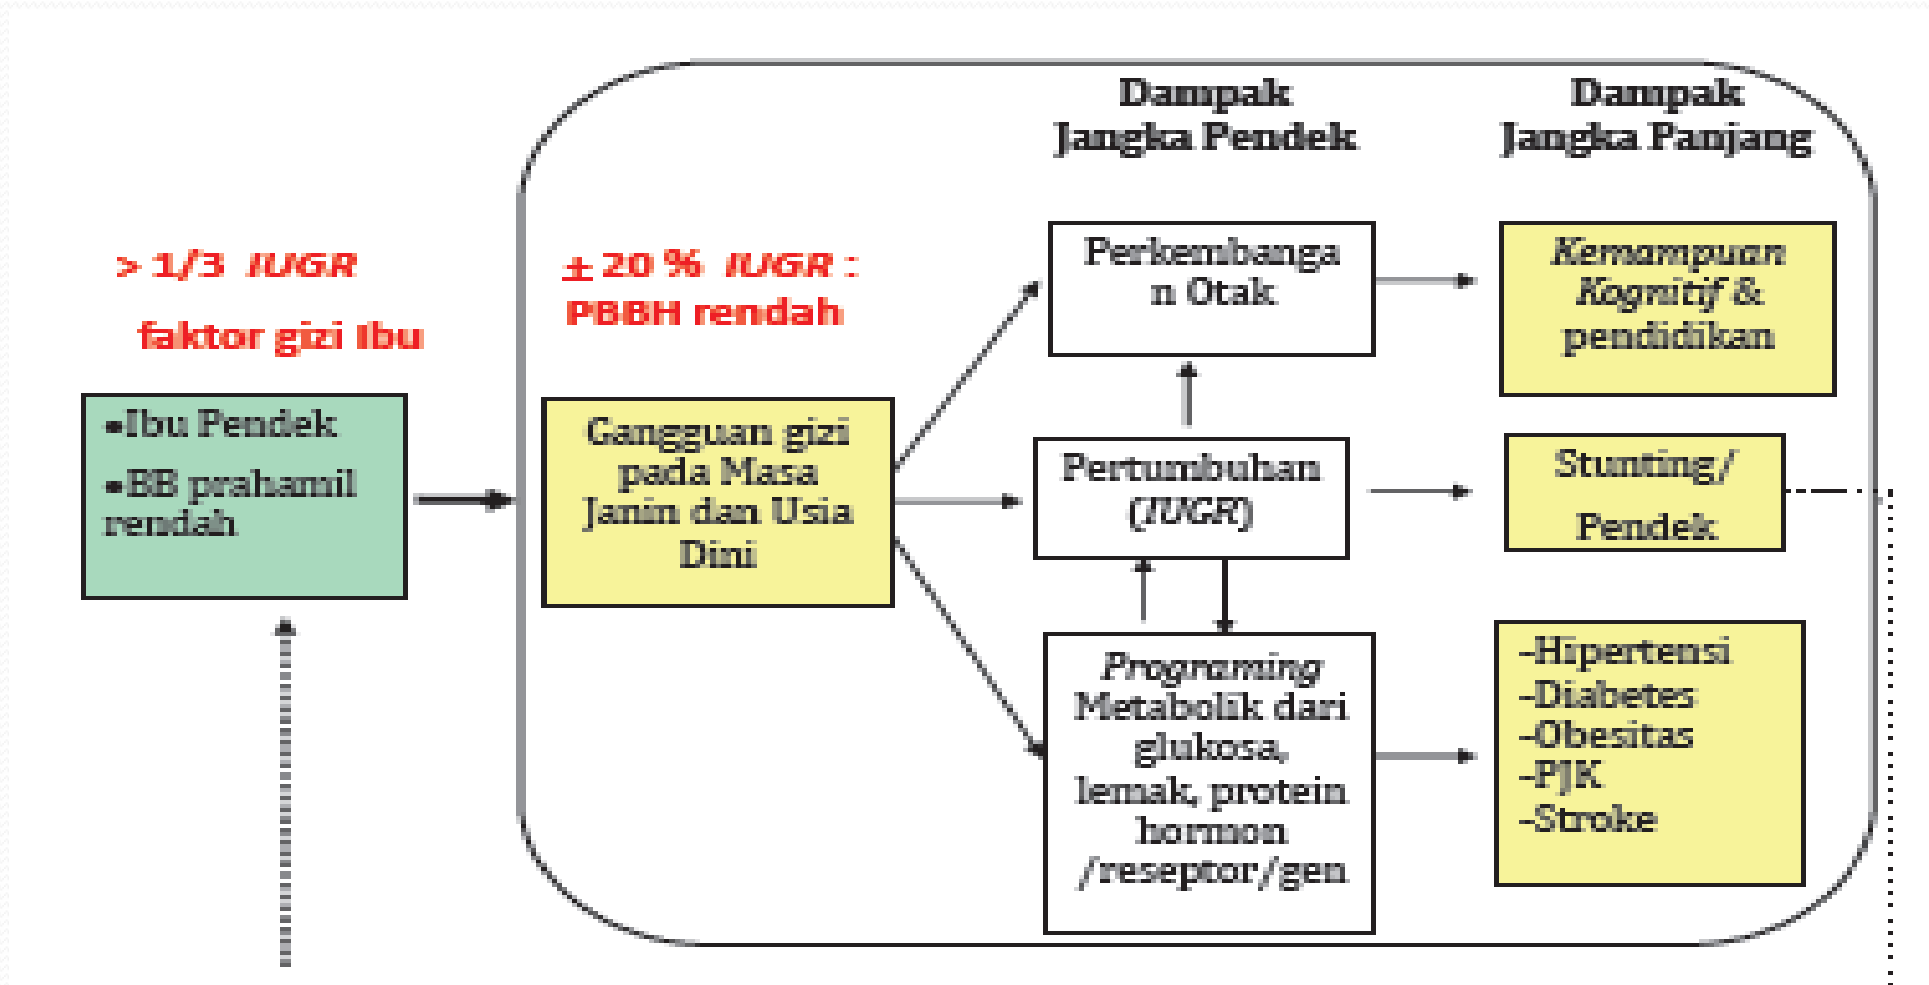 Dampak
Jangka Pendek
Dampak
Jangka Panjang
> 1/3 IUGR
faktor gizi Ibu
± 20 % IUGR :
PBBH rendah
•Ibu Pendek
•BB prahamil
rendah
Gangguan gizi
pada Masa
Janin dan Usia
Dini
Perkembanga
n Otak
Kemampuan
Kognitif &
pendidikan
Pertumbuhan
(IUGR)
Stunting/
Pendek
Programing
Metabolik dari
glukosa,
lemak, protein
hormon
/reseptor/gen
-Hipertensi
-Diabetes
-Obesitas
-PJK
-Stroke